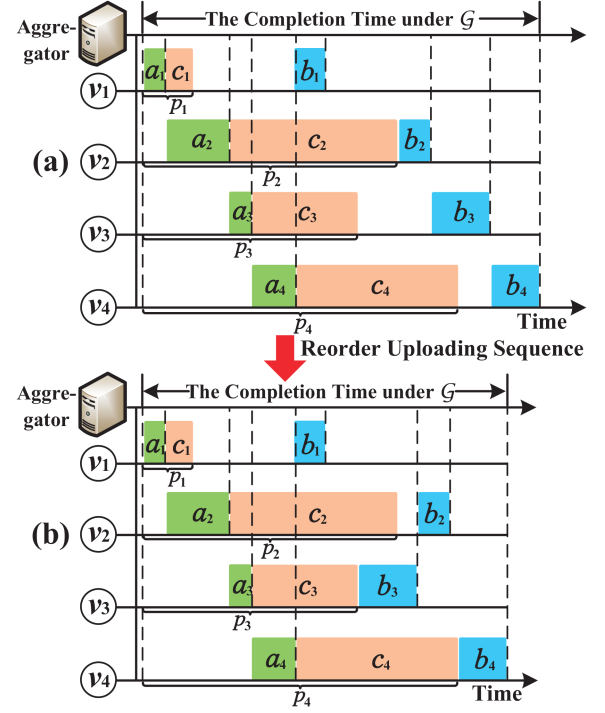 Aggre-
gator
The Completion Time under 𝒢
v₁ a₁ c₁ b₁
p₁
(a)
v₂ a₂ c₂ b₂
p₂
v₃ a₃ c₃ b₃
p₃
v₄ a₄ c₄ b₄
p₄
Time
Reorder Uploading Sequence
Aggre-
gator
The Completion Time under 𝒢
v₁ a₁ c₁ b₁
p₁
(b)
v₂ a₂ c₂ b₂
p₂
v₃ a₃ c₃ b₃
p₃
v₄ a₄ c₄ b₄
p₄
Time